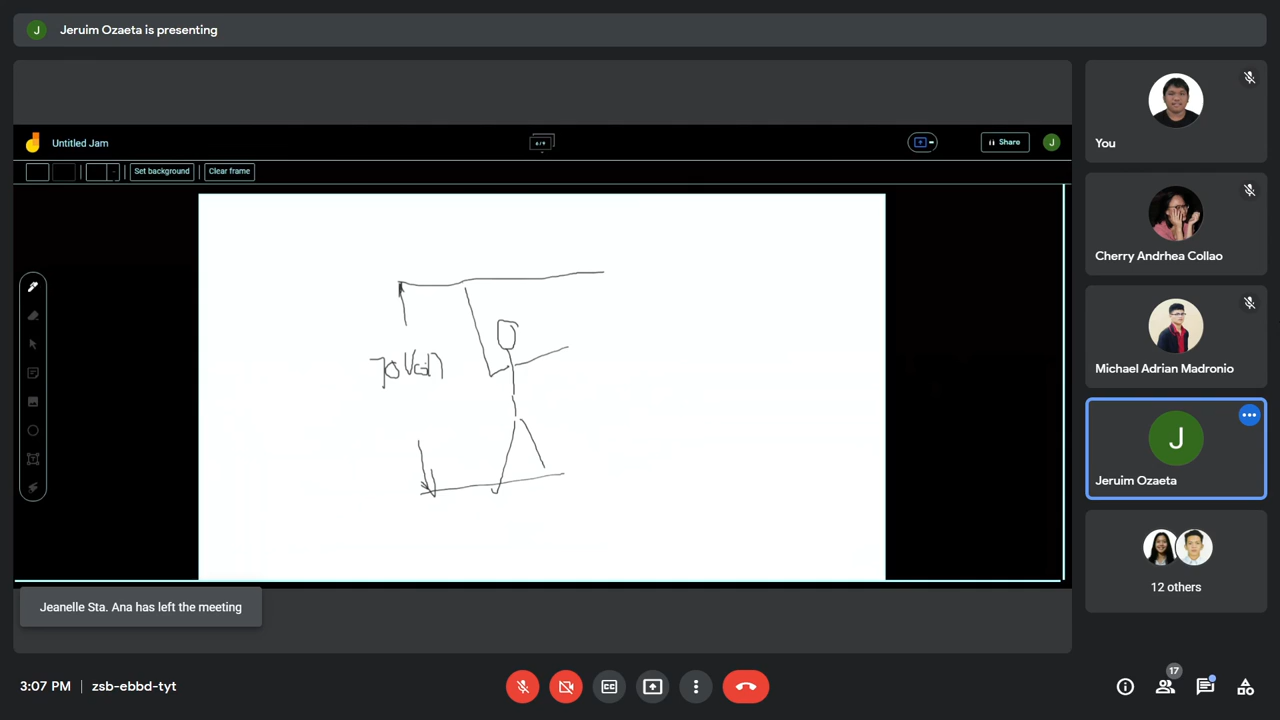 J
Jeruim Ozaeta is presenting
Untitled Jam
Share
J
Set background
Clear frame
You
Cherry Andrhea Collao
Michael Adrian Madronio
J
Jeruim Ozaeta
12 others
Jeanelle Sta. Ana has left the meeting
3:07 PM
zsb-ebbd-tyt
CC
17